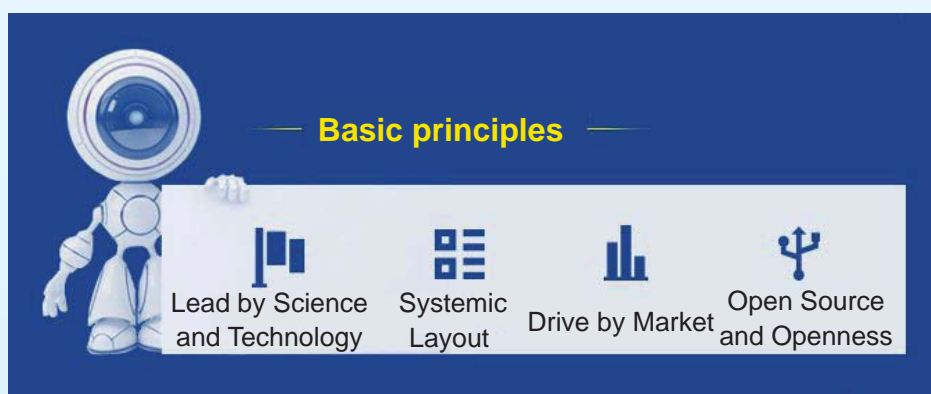 Basic principles
Lead by Science
and Technology
Systemic
Layout
Drive by Market
Open Source
and Openness